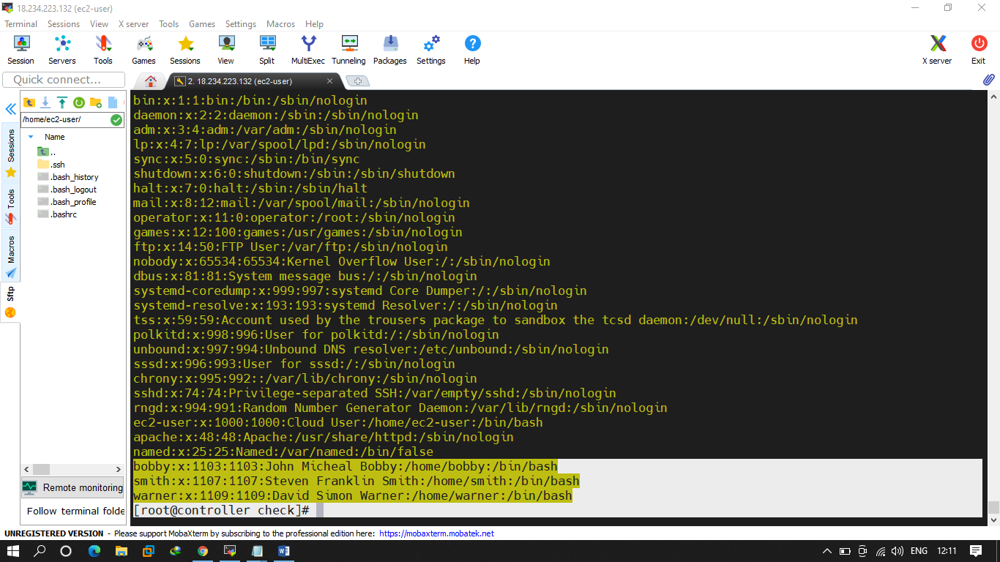 18.234.223.132 (ec2-user)
Terminal Sessions View X server Tools Games Settings Macros Help
Session Servers Tools Games Sessions View Split MultiExec Tunneling Packages Settings Help X server Exit
Quick connect...
2. 18.234.223.132 (ec2-user)
/home/ec2-user/
Name
..
.ssh
.bash_history
.bash_logout
.bash_profile
.bashrc
Sessions
Tools
Macros
Sftp
Remote monitoring
Follow terminal folde
bin:x:1:1:bin:/bin:/sbin/nologin
daemon:x:2:2:daemon:/sbin:/sbin/nologin
adm:x:3:4:adm:/var/adm:/sbin/nologin
lp:x:4:7:lp:/var/spool/lpd:/sbin/nologin
sync:x:5:0:sync:/sbin:/bin/sync
shutdown:x:6:0:shutdown:/sbin:/sbin/shutdown
halt:x:7:0:halt:/sbin:/sbin/halt
mail:x:8:12:mail:/var/spool/mail:/sbin/nologin
operator:x:11:0:operator:/root:/sbin/nologin
games:x:12:100:games:/usr/games:/sbin/nologin
ftp:x:14:50:FTP User:/var/ftp:/sbin/nologin
nobody:x:65534:65534:Kernel Overflow User:/:/sbin/nologin
dbus:x:81:81:System message bus:/:/sbin/nologin
systemd-coredump:x:999:997:systemd Core Dumper:/:/sbin/nologin
systemd-resolve:x:193:193:systemd Resolver:/:/sbin/nologin
tss:x:59:59:Account used by the trousers package to sandbox the tcsd daemon:/dev/null:/sbin/nologin
polkitd:x:998:996:User for polkitd:/:/sbin/nologin
unbound:x:997:994:Unbound DNS resolver:/etc/unbound:/sbin/nologin
sssd:x:996:993:User for sssd:/:/sbin/nologin
chrony:x:995:992::/var/lib/chrony:/sbin/nologin
sshd:x:74:74:Privilege-separated SSH:/var/empty/sshd:/sbin/nologin
rngd:x:994:991:Random Number Generator Daemon:/var/lib/rngd:/sbin/nologin
ec2-user:x:1000:1000:Cloud User:/home/ec2-user:/bin/bash
apache:x:48:48:Apache:/usr/share/httpd:/sbin/nologin
named:x:25:25:Named:/var/named:/bin/false
bobby:x:1103:1103:John Micheal Bobby:/home/bobby:/bin/bash
smith:x:1107:1107:Steven Franklin Smith:/home/smith:/bin/bash
warner:x:1109:1109:David Simon Warner:/home/warner:/bin/bash
[root@controller check]#
UNREGISTERED VERSION - Please support MobaXterm by subscribing to the professional edition here: https://mobaxterm.mobatek.net
ENG 12:11